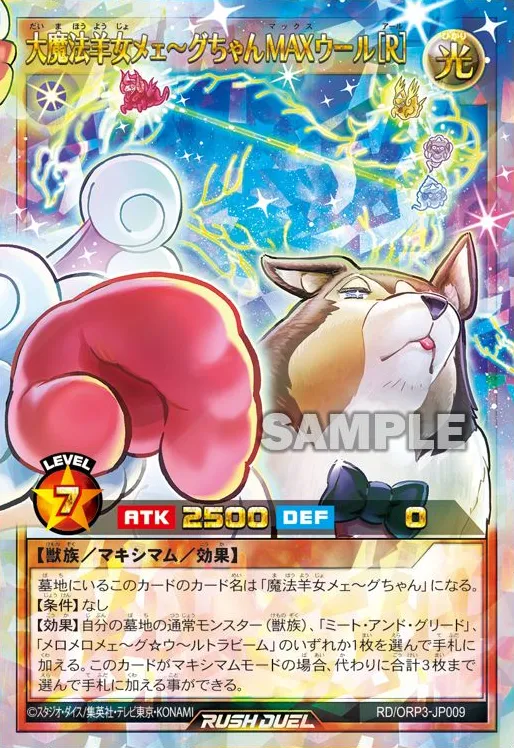 大魔法羊女メェ~グちゃんMAXウール[R]
光
SAMPLE
LEVEL
7
ATK 2500 DEF 0
【獣族/マキシマム/効果】
墓地にいるこのカードのカード名は「魔法羊女メェ~グちゃん」になる。
【条件】なし
【効果】自分の墓地の通常モンスター(獣族)、「ミート・アンド・グリード」、
「メロメロメェ~グ☆ウ~ルトラビーム」のいずれか1枚を選んで手札に
加える。このカードがマキシマムモードの場合、代わりに合計3枚まで
選んで手札に加える事ができる。
©スタジオ・ダイス/集英社・テレビ東京・KONAMI
RUSH DUEL
RD/ORP3-JP009